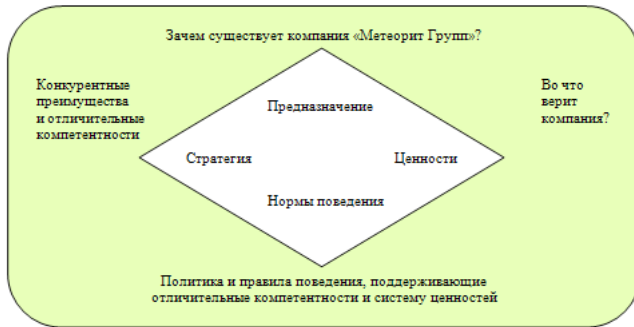 Зачем существует компания «Метеорит Групп»?
Конкурентные
преимущества
и отличительные
компетентности
Во что
верит
компания?
Предназначение
Стратегия
Ценности
Нормы поведения
Политика и правила поведения, поддерживающие
отличительные компетентности и систему ценностей